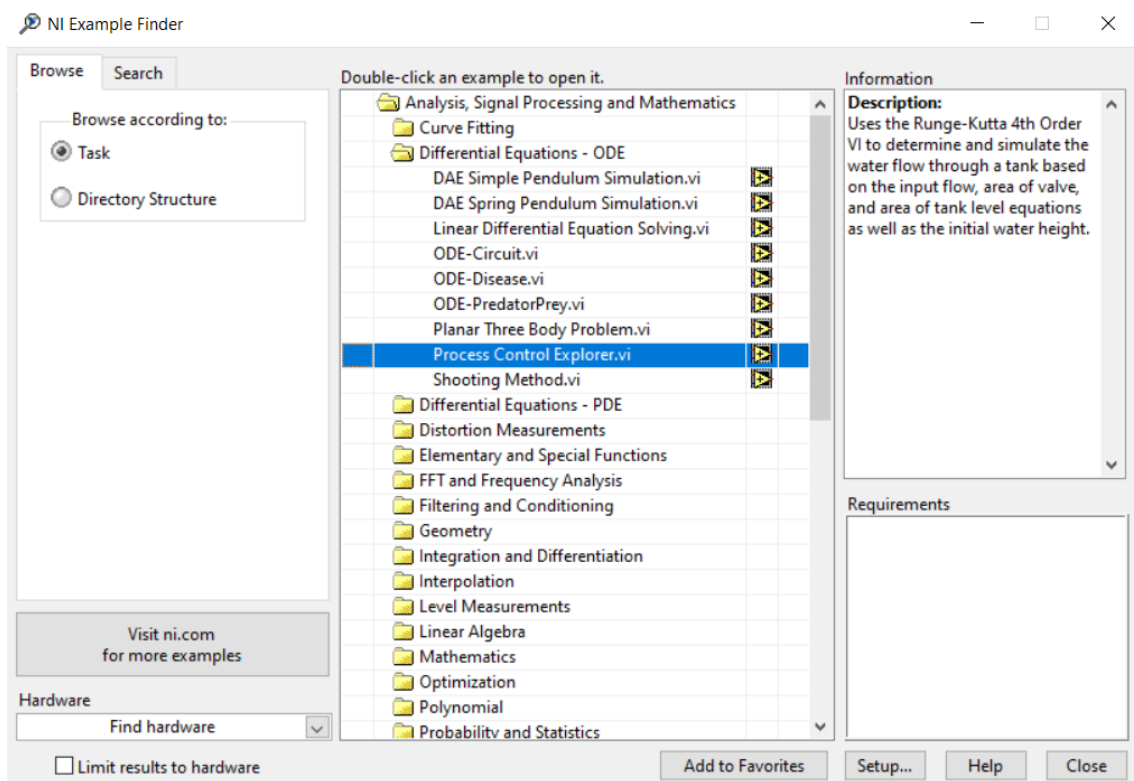 NI Example Finder
Browse
Search
Browse according to:
Task
Directory Structure
Visit ni.com
for more examples
Hardware
Find hardware
Limit results to hardware
Double-click an example to open it.
Analysis, Signal Processing and Mathematics
Curve Fitting
Differential Equations - ODE
DAE Simple Pendulum Simulation.vi
DAE Spring Pendulum Simulation.vi
Linear Differential Equation Solving.vi
ODE-Circuit.vi
ODE-Disease.vi
ODE-PredatorPrey.vi
Planar Three Body Problem.vi
Process Control Explorer.vi
Shooting Method.vi
Differential Equations - PDE
Distortion Measurements
Elementary and Special Functions
FFT and Frequency Analysis
Filtering and Conditioning
Geometry
Integration and Differentiation
Interpolation
Level Measurements
Linear Algebra
Mathematics
Optimization
Polynomial
Probability and Statistics
Information
Description:
Uses the Runge-Kutta 4th Order
VI to determine and simulate the
water flow through a tank based
on the input flow, area of valve,
and area of tank level equations
as well as the initial water height.
Requirements
Add to Favorites
Setup...
Help
Close